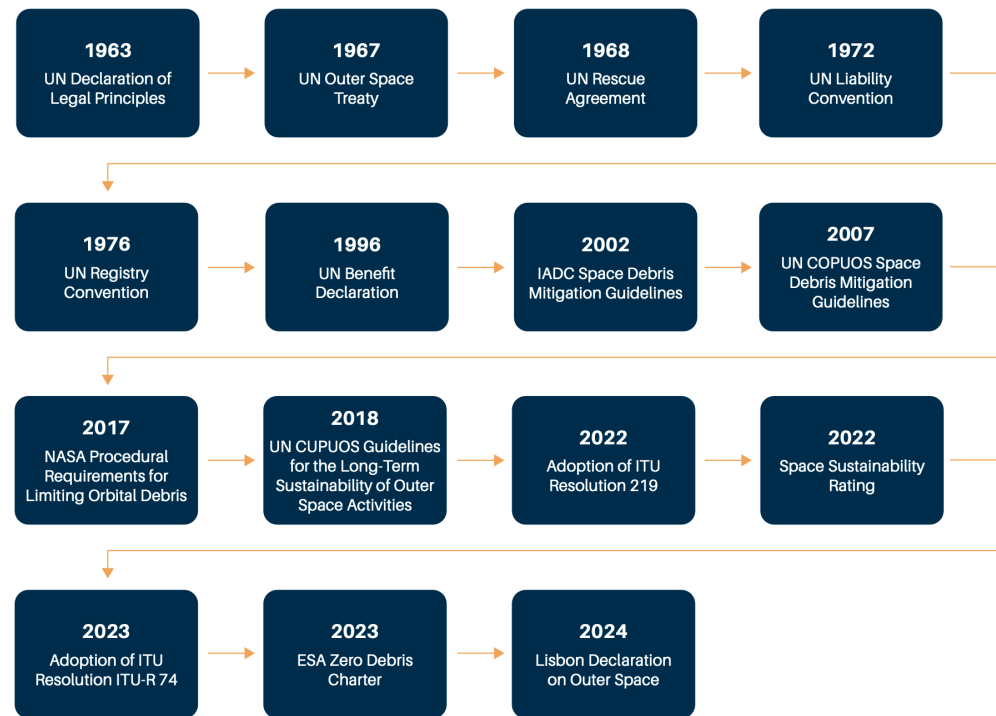 1963
UN Declaration of
Legal Principles
1967
UN Outer Space
Treaty
1968
UN Rescue
Agreement
1972
UN Liability
Convention
1976
UN Registry
Convention
1996
UN Benefit
Declaration
2002
IADC Space Debris
Mitigation Guidelines
2007
UN COPUOS Space
Debris Mitigation
Guidelines
2017
NASA Procedural
Requirements for
Limiting Orbital Debris
2018
UN CUPUOS Guidelines
for the Long-Term
Sustainability of Outer
Space Activities
2022
Adoption of ITU
Resolution 219
2022
Space Sustainability
Rating
2023
Adoption of ITU
Resolution ITU-R 74
2023
ESA Zero Debris
Charter
2024
Lisbon Declaration
on Outer Space